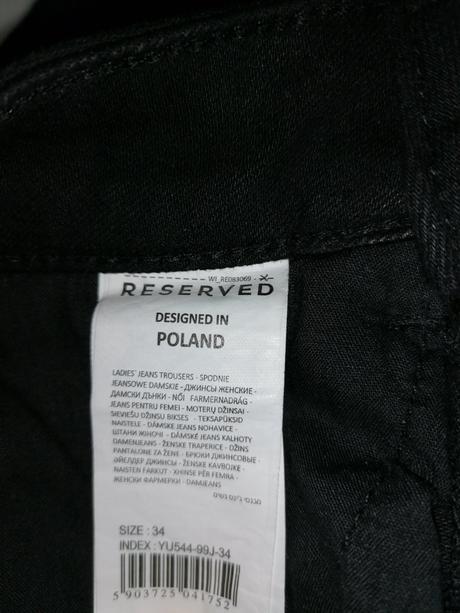 WI_RE083069
RESERVED
DESIGNED IN
POLAND
LADIES' JEANS TROUSERS - SPODNIE
JEANSOWE DAMSKIE - ДЖИНСЫ ЖЕНСКИЕ -
ДАМСКИ ДЪНКИ - NŐI FARMERNADRÁG -
JEANS PENTRU FEMEI - MOTERŲ DŽINSAI -
SIEVIEŠU DŽINSU BIKSES - TEKSAPÜKSID
NAISTELE - DÁMSKE JEANS NOHAVICE -
ШТАНИ ЖІНОЧІ - DÁMSKÉ JEANS KALHOTY
DAMENJEANS - ŽENSKE TRAPERICE - DŽINS
PANTALONE ZA ŽENE - БРЮКИ ДЖИНСОВЫЕ -
ӘЙЕЛДЕР ДЖИНСЫ - ŽENSKE KAVBOJKE -
NAISTEN FARKUT - XHINSE PËR FEMRA -
ЖЕНСКИ ФАРМЕРКИ - DAMJEANS
SIZE : 34
INDEX : YU544-99J-34
5 903725 041752